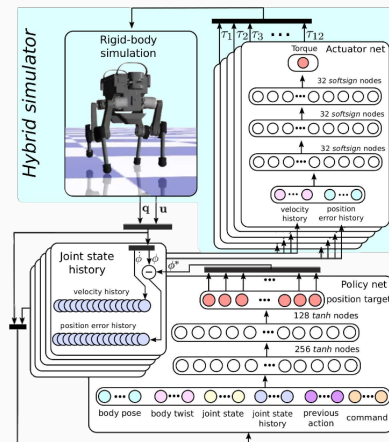 Hybrid simulator
Rigid-body
simulation
τ1 τ2 τ3 ••• τ12
Actuator net
Torque
32 softsign nodes
32 softsign nodes
32 softsign nodes
velocity
history
position
error history
q u
Joint state
history
ϕ̇ ϕ
ϕ*
velocity history
position error history
Policy net
position target
128 tanh nodes
256 tanh nodes
body pose
body twist
joint state
joint state
history
previous
action
command